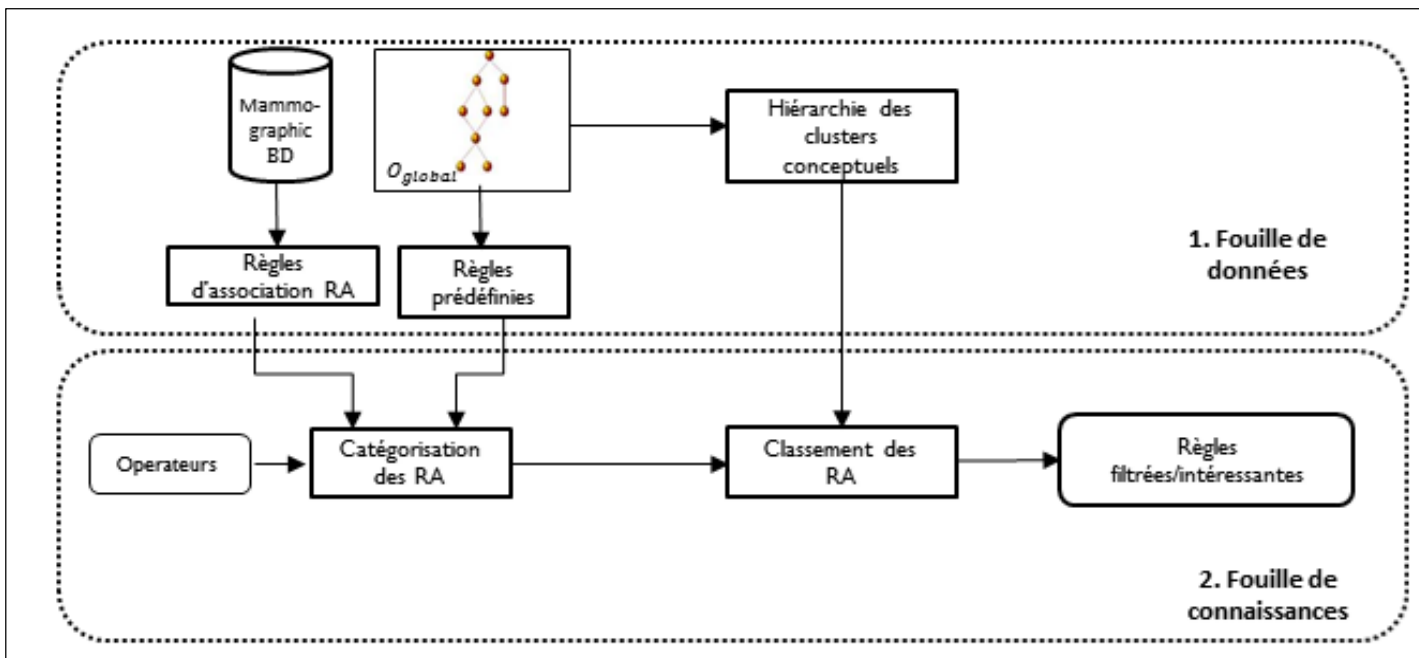 Mammo-
graphic
BD
O_global
Hiérarchie des
clusters
conceptuels
Règles
d'association RA
Règles
prédéfinies
1. Fouille de
données
Operateurs
Catégorisation
des RA
Classement des
RA
Règles
filtrées/intéressantes
2. Fouille de
connaissances